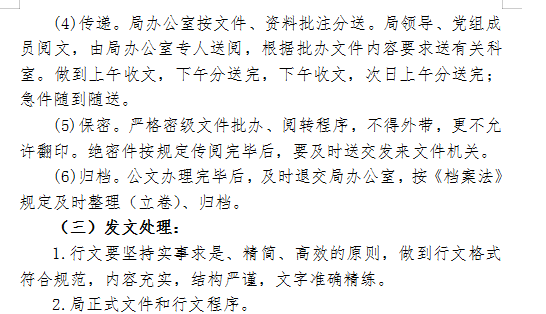 (4)传递。局办公室按文件、资料批注分送。局领导、党组成
员阅文，由局办公室专人送阅，根据批办文件内容要求送有关科
室。做到上午收文，下午分送完，下午收文，次日上午分送完；
急件随到随送。
(5)保密。严格密级文件批办、阅转程序，不得外带，更不允
许翻印。绝密件按规定传阅完毕后，要及时送交发来文件机关。
(6)归档。公文办理完毕后，及时退交局办公室，按《档案法》
规定及时整理(立卷)、归档。
（三）发文处理：
1.行文要坚持实事求是、精简、高效的原则，做到行文格式
符合规范，内容充实，结构严谨，文字准确精练。
2.局正式文件和行文程序。